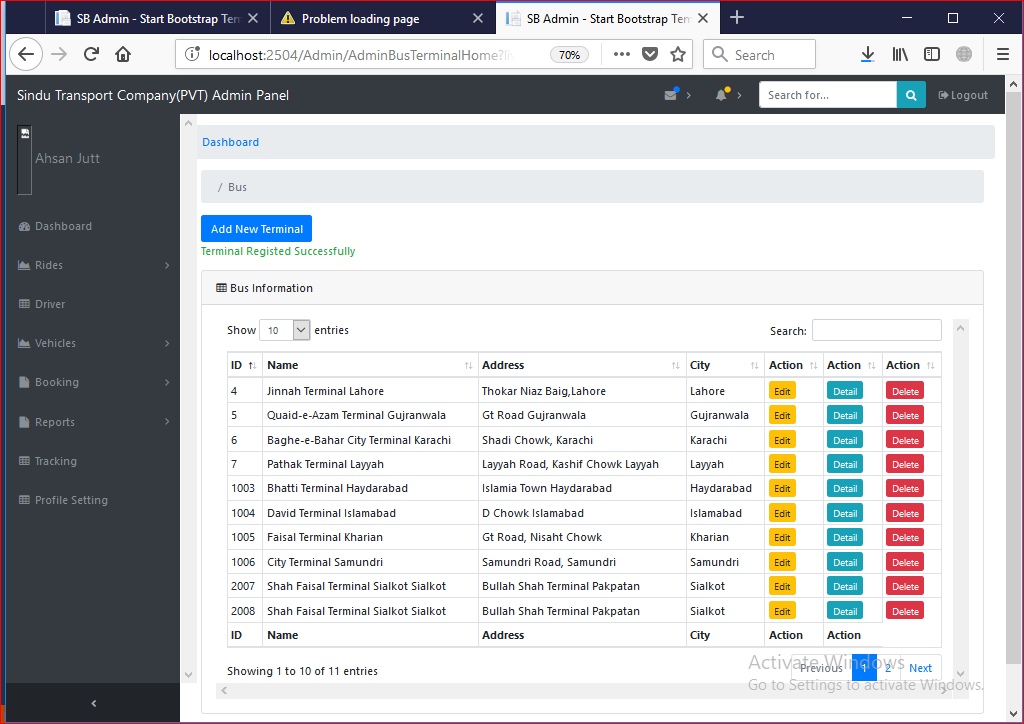 SB Admin - Start Bootstrap Tem
Problem loading page
SB Admin - Start Bootstrap Tem
localhost:2504/Admin/AdminBusTerminalHome?li
70%
Search
Sindu Transport Company(PVT) Admin Panel
Search for...
Logout
Ahsan Jutt
Dashboard
Rides
Driver
Vehicles
Booking
Reports
Tracking
Profile Setting
Dashboard
/ Bus
Add New Terminal
Terminal Registed Successfully
Bus Information
Show 10 entries
Search:
ID Name Address City Action Action Action
4 Jinnah Terminal Lahore Thokar Niaz Baig,Lahore Lahore Edit Detail Delete
5 Quaid-e-Azam Terminal Gujranwala Gt Road Gujranwala Gujranwala Edit Detail Delete
6 Baghe-e-Bahar City Terminal Karachi Shadi Chowk, Karachi Karachi Edit Detail Delete
7 Pathak Terminal Layyah Layyah Road, Kashif Chowk Layyah Layyah Edit Detail Delete
1003 Bhatti Terminal Haydarabad Islamia Town Haydarabad Haydarabad Edit Detail Delete
1004 David Terminal Islamabad D Chowk Islamabad Islamabad Edit Detail Delete
1005 Faisal Terminal Kharian Gt Road, Nisaht Chowk Kharian Edit Detail Delete
1006 City Terminal Samundri Samundri Road, Samundri Samundri Edit Detail Delete
2007 Shah Faisal Terminal Sialkot Sialkot Bullah Shah Terminal Pakpatan Sialkot Edit Detail Delete
2008 Shah Faisal Terminal Sialkot Sialkot Bullah Shah Terminal Pakpatan Sialkot Edit Detail Delete
ID Name Address City Action Action
Showing 1 to 10 of 11 entries
Previous 1 2 Next
Activate Windows
Go to Settings to activate Windows.